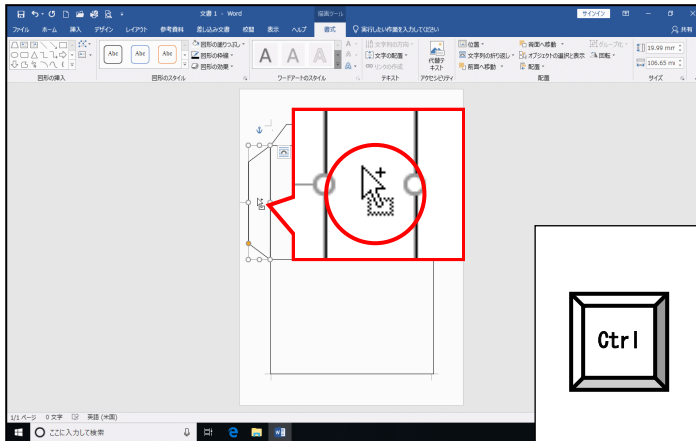 文書 1 - Word
描画ツール
サインイン
ファイル ホーム 挿入 デザイン レイアウト 参考資料 差し込み文書 校閲 表示 ヘルプ 書式 実行したい作業を入力してください 共有
Abc Abc Abc
図形の塗りつぶし
図形の枠線
図形の効果
A A A
A
A
A
文字列の方向
文字の配置
リンクの作成
代替テ
キスト
位置
文字列の折り返し
前面へ移動
背面へ移動
オブジェクトの選択と表示
配置
グループ化
回転
19.99 mm
106.65 mm
図形の挿入 図形のスタイル ワードアートのスタイル テキスト アクセシビリティ 配置 サイズ
Ctrl
1/1 ページ 0 文字 英語 (米国)
ここに入力して検索